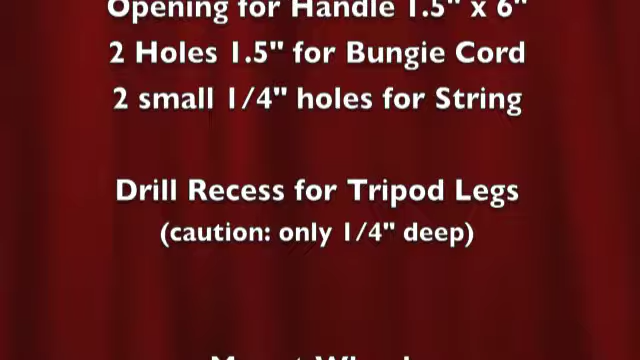 Opening for Handle 1.5" x 6"
2 Holes 1.5" for Bungie Cord
2 small 1/4" holes for String
Drill Recess for Tripod Legs
(caution: only 1/4" deep)